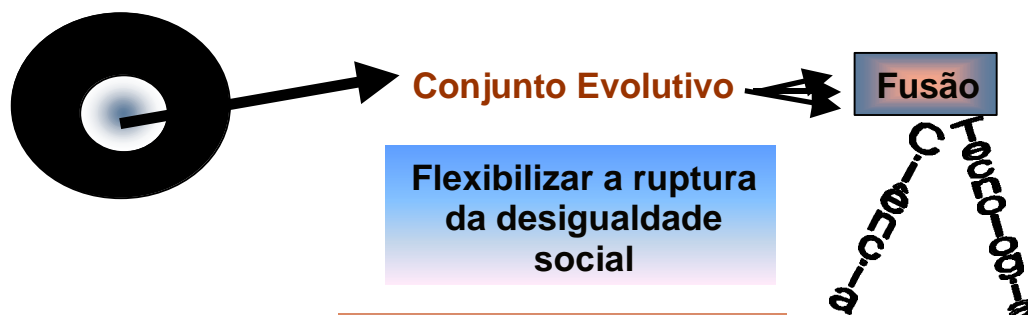 Conjunto Evolutivo
Fusão
Flexibilizar a ruptura
da desigualdade
social
Ciência
Tecnologia